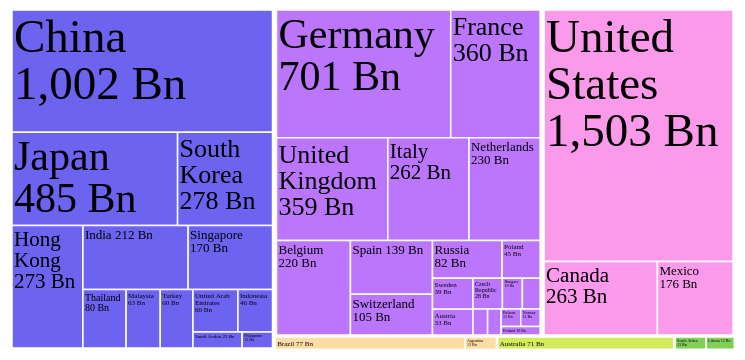 China
1,002 Bn
Japan
485 Bn
South
Korea
278 Bn
Hong
Kong
273 Bn
India 212 Bn
Singapore
170 Bn
Thailand
80 Bn
Malaysia
63 Bn
Turkey
60 Bn
United Arab
Emirates
60 Bn
Indonesia
46 Bn
Saudi Arabia 25 Bn
Germany
701 Bn
France
360 Bn
United
Kingdom
359 Bn
Italy
262 Bn
Netherlands
230 Bn
Belgium
220 Bn
Spain 139 Bn
Switzerland
105 Bn
Russia
82 Bn
Poland
45 Bn
Sweden
39 Bn
Czech
Republic
28 Bn
Austria
33 Bn
United
States
1,503 Bn
Canada
263 Bn
Mexico
176 Bn
Brazil 77 Bn
Australia 71 Bn